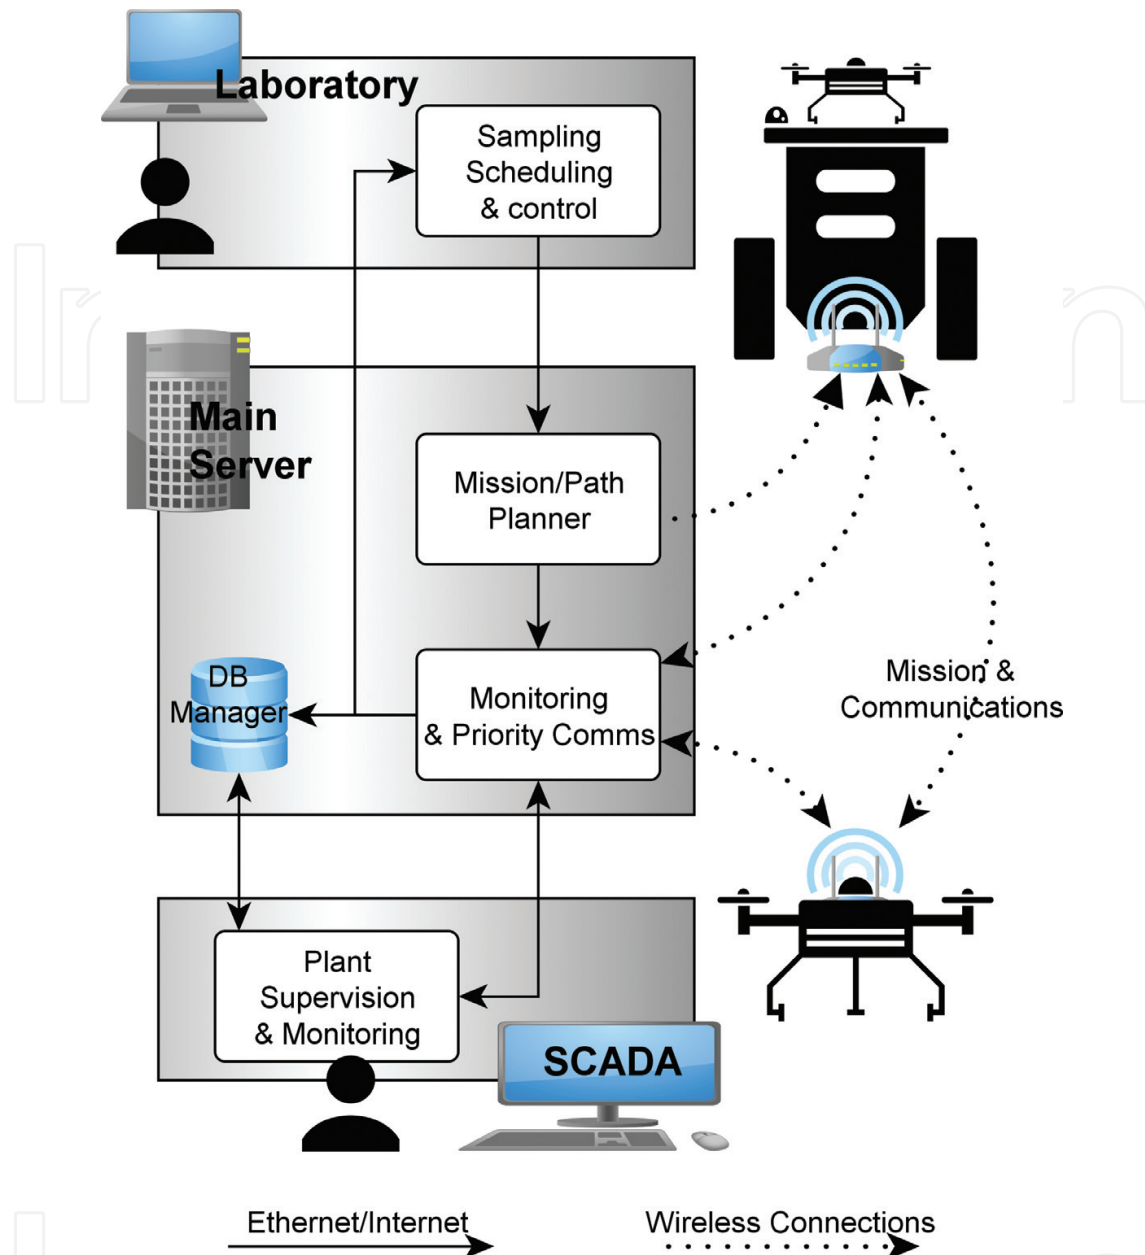 Laboratory
Sampling
Scheduling
& control
Main
Server
Mission/Path
Planner
DB
Manager
Monitoring
& Priority Comms
Mission &
Communications
Plant
Supervision
& Monitoring
SCADA
Ethernet/Internet
Wireless Connections